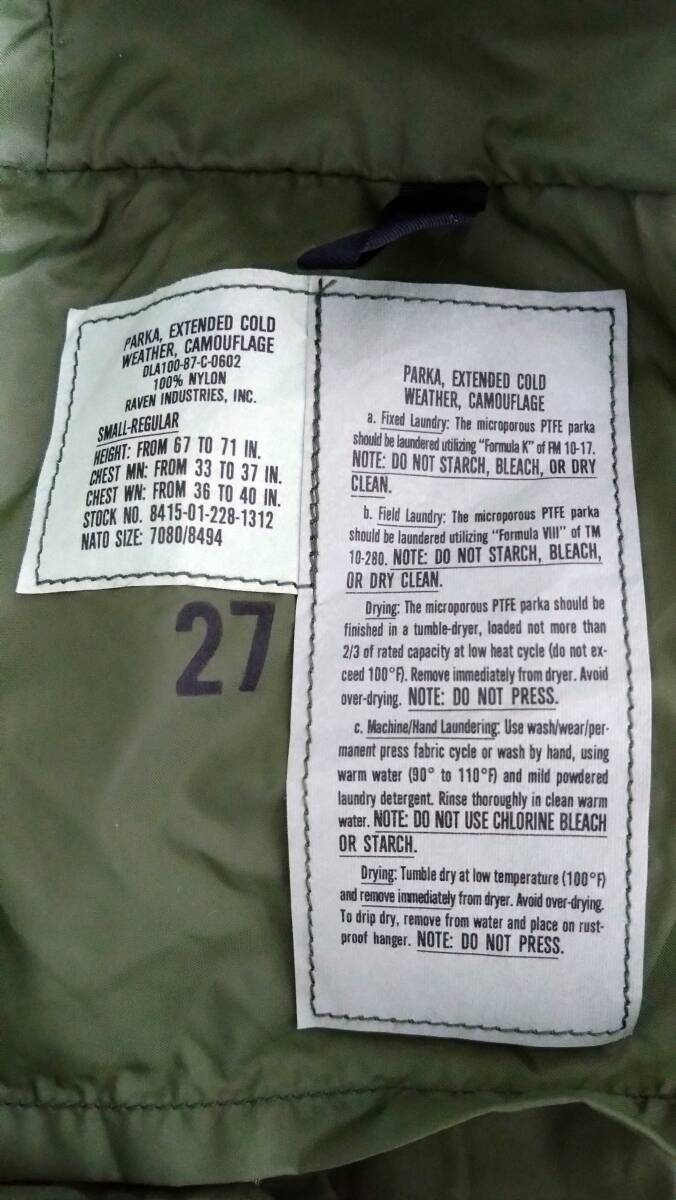 PARKA, EXTENDED COLD
WEATHER, CAMOUFLAGE
DLA100-87-C-0602
100% NYLON
RAVEN INDUSTRIES, INC.
SMALL-REGULAR
HEIGHT: FROM 67 TO 71 IN.
CHEST MN: FROM 33 TO 37 IN.
CHEST WN: FROM 36 TO 40 IN.
STOCK NO. 8415-01-228-1312
NATO SIZE: 7080/8494
27
PARKA, EXTENDED COLD
WEATHER, CAMOUFLAGE
a. Fixed Laundry: The microporous PTFE parka
should be laundered utilizing "Formula K" of FM 10-17.
NOTE: DO NOT STARCH, BLEACH, OR DRY
CLEAN.
b. Field Laundry: The microporous PTFE parka
should be laundered utilizing "Formula VIII" of TM
10-280. NOTE: DO NOT STARCH, BLEACH,
OR DRY CLEAN.
Drying: The microporous PTFE parka should be
finished in a tumble-dryer, loaded not more than
2/3 of rated capacity at low heat cycle (do not ex-
ceed 100°F). Remove immediately from dryer. Avoid
over-drying. NOTE: DO NOT PRESS.
c. Machine/Hand Laundering: Use wash/wear/per-
manent press fabric cycle or wash by hand, using
warm water (90° to 110°F) and mild powdered
laundry detergent. Rinse thoroughly in clean warm
water. NOTE: DO NOT USE CHLORINE BLEACH
OR STARCH.
Drying: Tumble dry at low temperature (100°F)
and remove immediately from dryer. Avoid over-drying.
To drip dry, remove from water and place on rust-
proof hanger. NOTE: DO NOT PRESS.